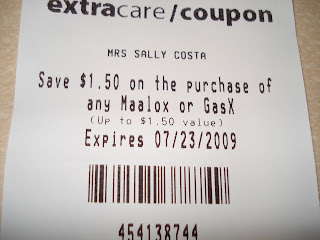 extracare/coupon
MRS SALLY COSTA
Save $1.50 on the purchase of
any Maalox or GasX
(Up to $1.50 value)
Expires 07/23/2009
454138744